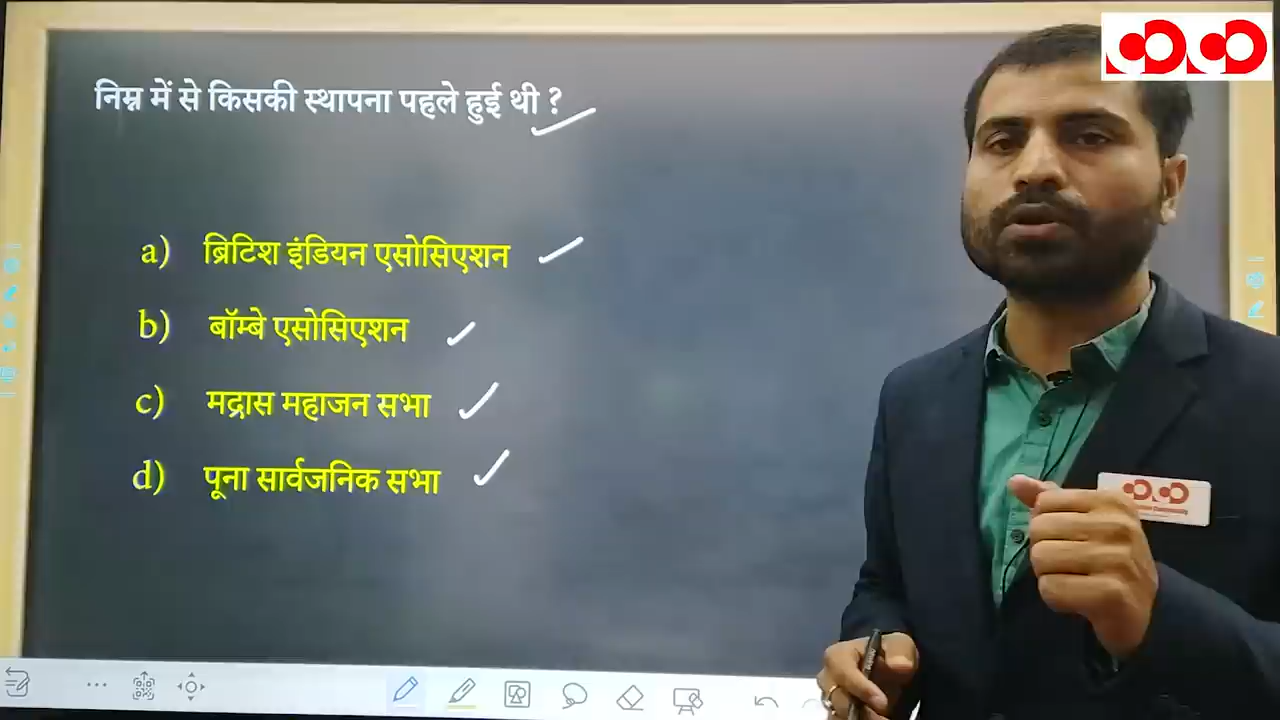 निम्न में से किसकी स्थापना पहले हुई थी ?
a) ब्रिटिश इंडियन एसोसिएशन
b) बॉम्बे एसोसिएशन
c) मद्रास महाजन सभा
d) पूना सार्वजनिक सभा